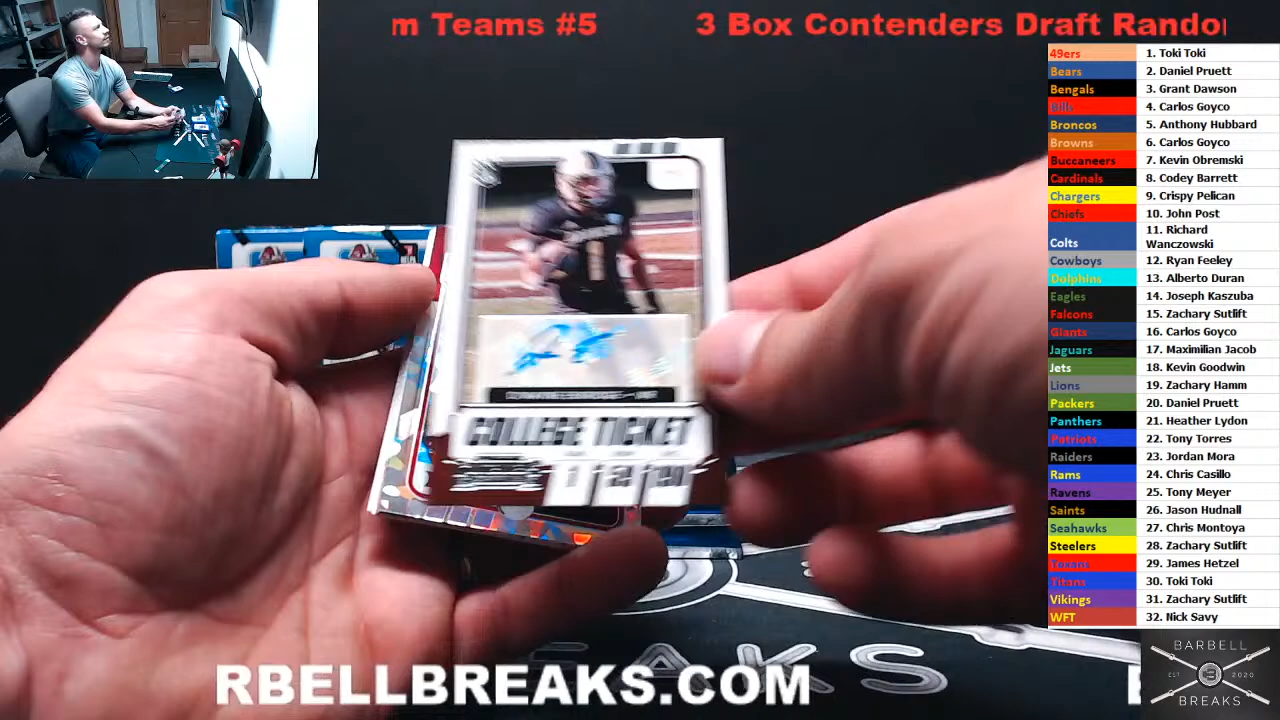 m Teams #5 3 Box Contenders Draft Rando
49ers 1. Toki Toki
Bears 2. Daniel Pruett
Bengals 3. Grant Dawson
Bills 4. Carlos Goyco
Broncos 5. Anthony Hubbard
Browns 6. Carlos Goyco
Buccaneers 7. Kevin Obremski
Cardinals 8. Codey Barrett
Chargers 9. Crispy Pelican
Chiefs 10. John Post
Colts 11. Richard Wanczowski
Cowboys 12. Ryan Feeley
Dolphins 13. Alberto Duran
Eagles 14. Joseph Kaszuba
Falcons 15. Zachary Sutlift
Giants 16. Carlos Goyco
Jaguars 17. Maximilian Jacob
Jets 18. Kevin Goodwin
Lions 19. Zachary Hamm
Packers 20. Daniel Pruett
Panthers 21. Heather Lydon
Patriots 22. Tony Torres
Raiders 23. Jordan Mora
Rams 24. Chris Casillo
Ravens 25. Tony Meyer
Saints 26. Jason Hudnall
Seahawks 27. Chris Montoya
Steelers 28. Zachary Sutlift
Texans 29. James Hetzel
Titans 30. Toki Toki
Vikings 31. Zachary Sutlift
WFT 32. Nick Savy
COLLEGE TICKET
EAKS
RBELLBREAKS.COM
BARBELL
EST 2020
BREAKS